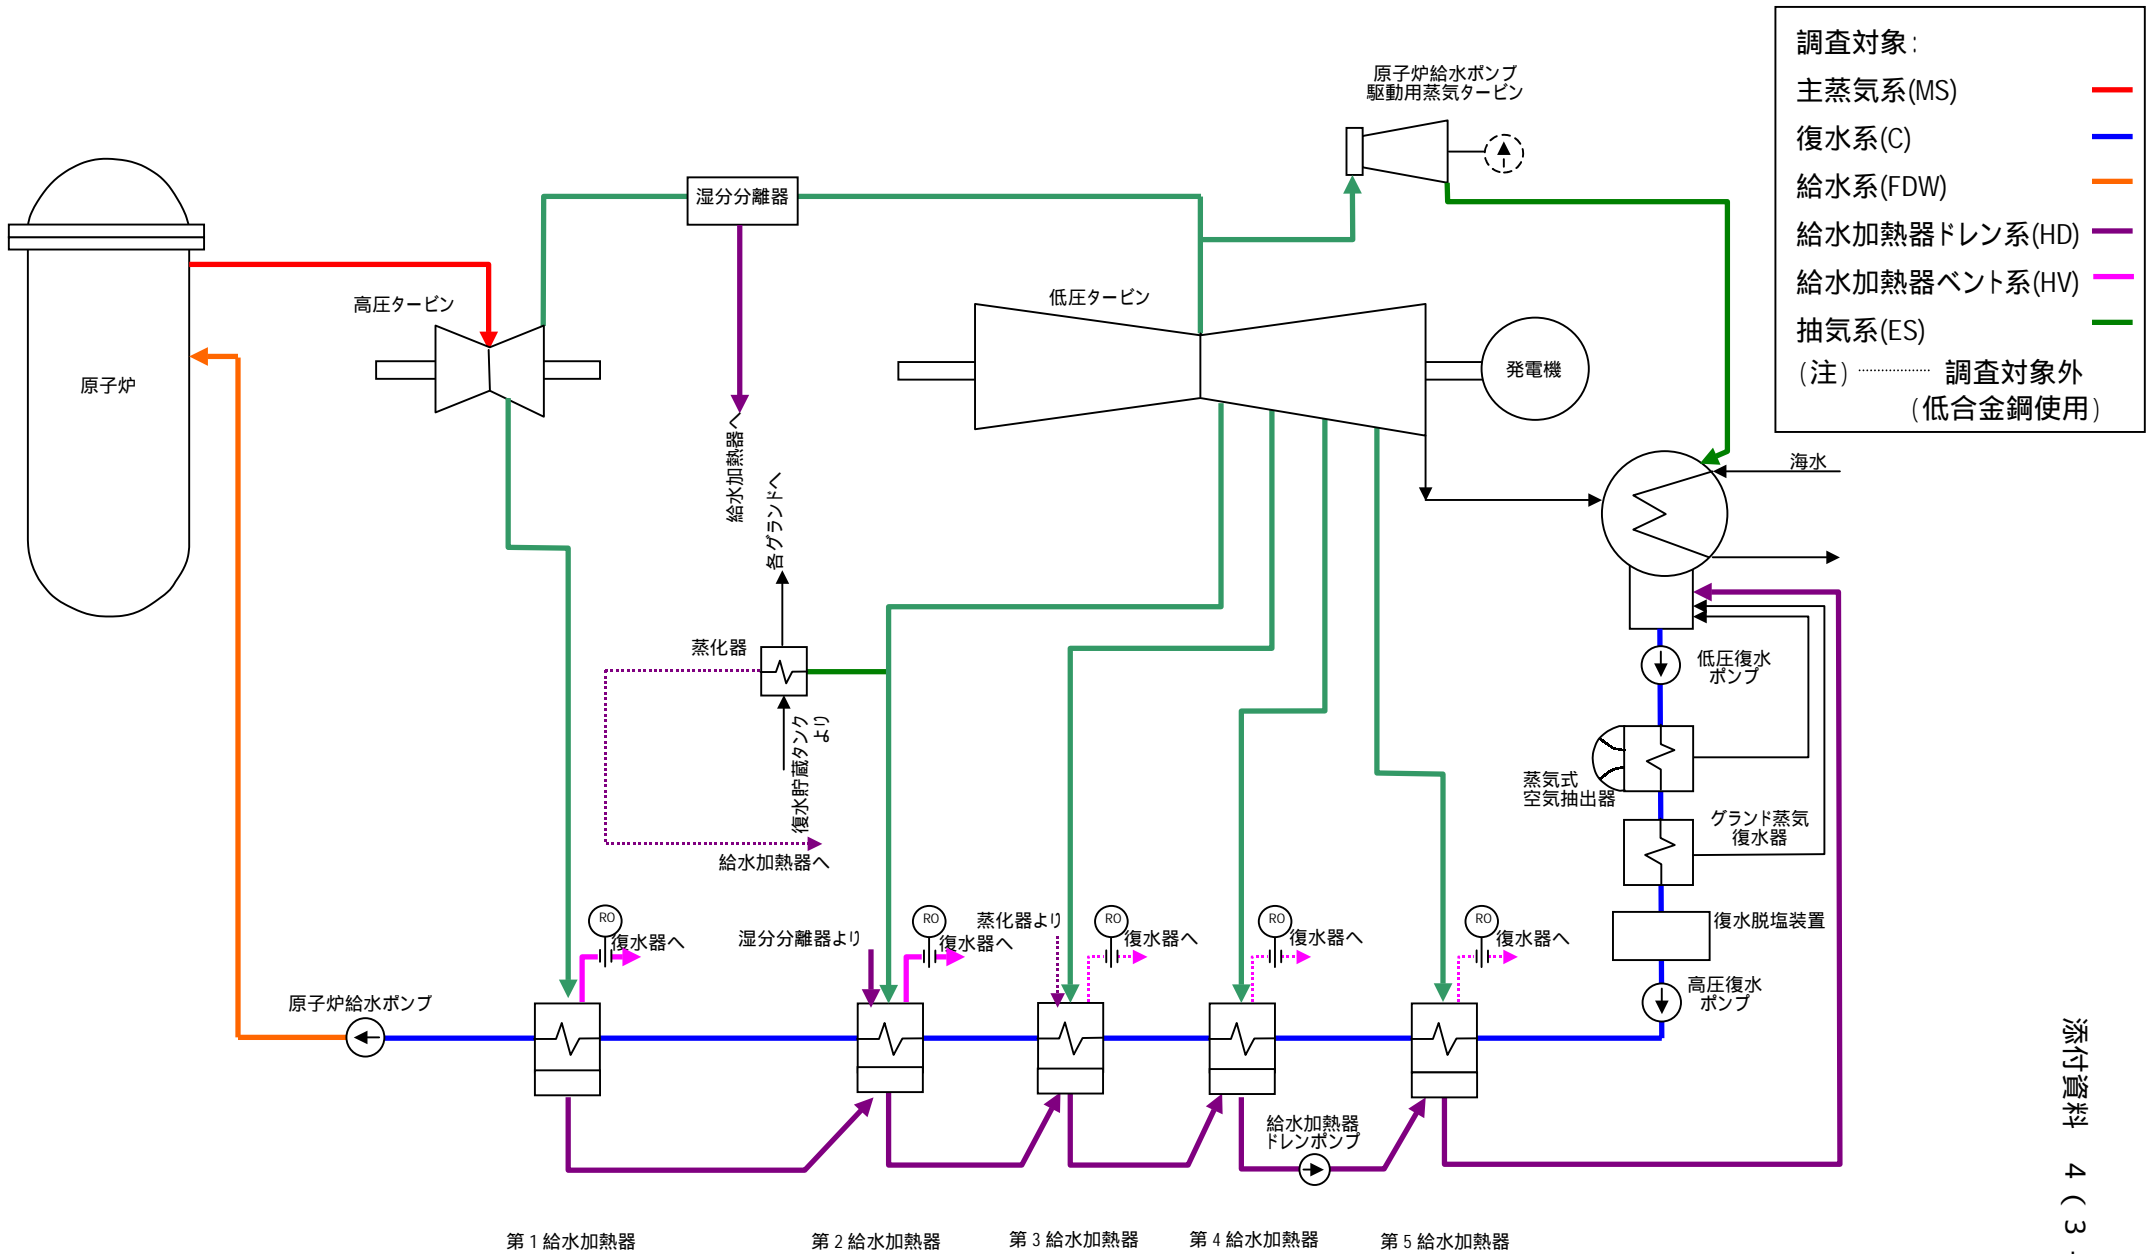 調査対象:
主蒸気系(MS)
復水系(C)
給水系(FDW)
給水加熱器ドレン系(HD)
給水加熱器ベント系(HV)
抽気系(ES)
(注) ………… 調査対象外
(低合金鋼使用)
原子炉給水ポンプ
駆動用蒸気タービン
湿分分離器
高圧タービン
低圧タービン
原子炉
発電機
給水加熱器へ
海水
各グランドへ
蒸化器
復水貯蔵タンク
より
給水加熱器へ
低圧復水
ポンプ
蒸気式
空気抽出器
グランド蒸気
復水器
復水脱塩装置
高圧復水
ポンプ
RO
復水器へ
湿分分離器より
RO
復水器へ
蒸化器より
RO
復水器へ
RO
復水器へ
RO
復水器へ
原子炉給水ポンプ
給水加熱器
ドレンポンプ
第1給水加熱器
第2給水加熱器
第3給水加熱器
第4給水加熱器
第5給水加熱器
添付資料 4(3